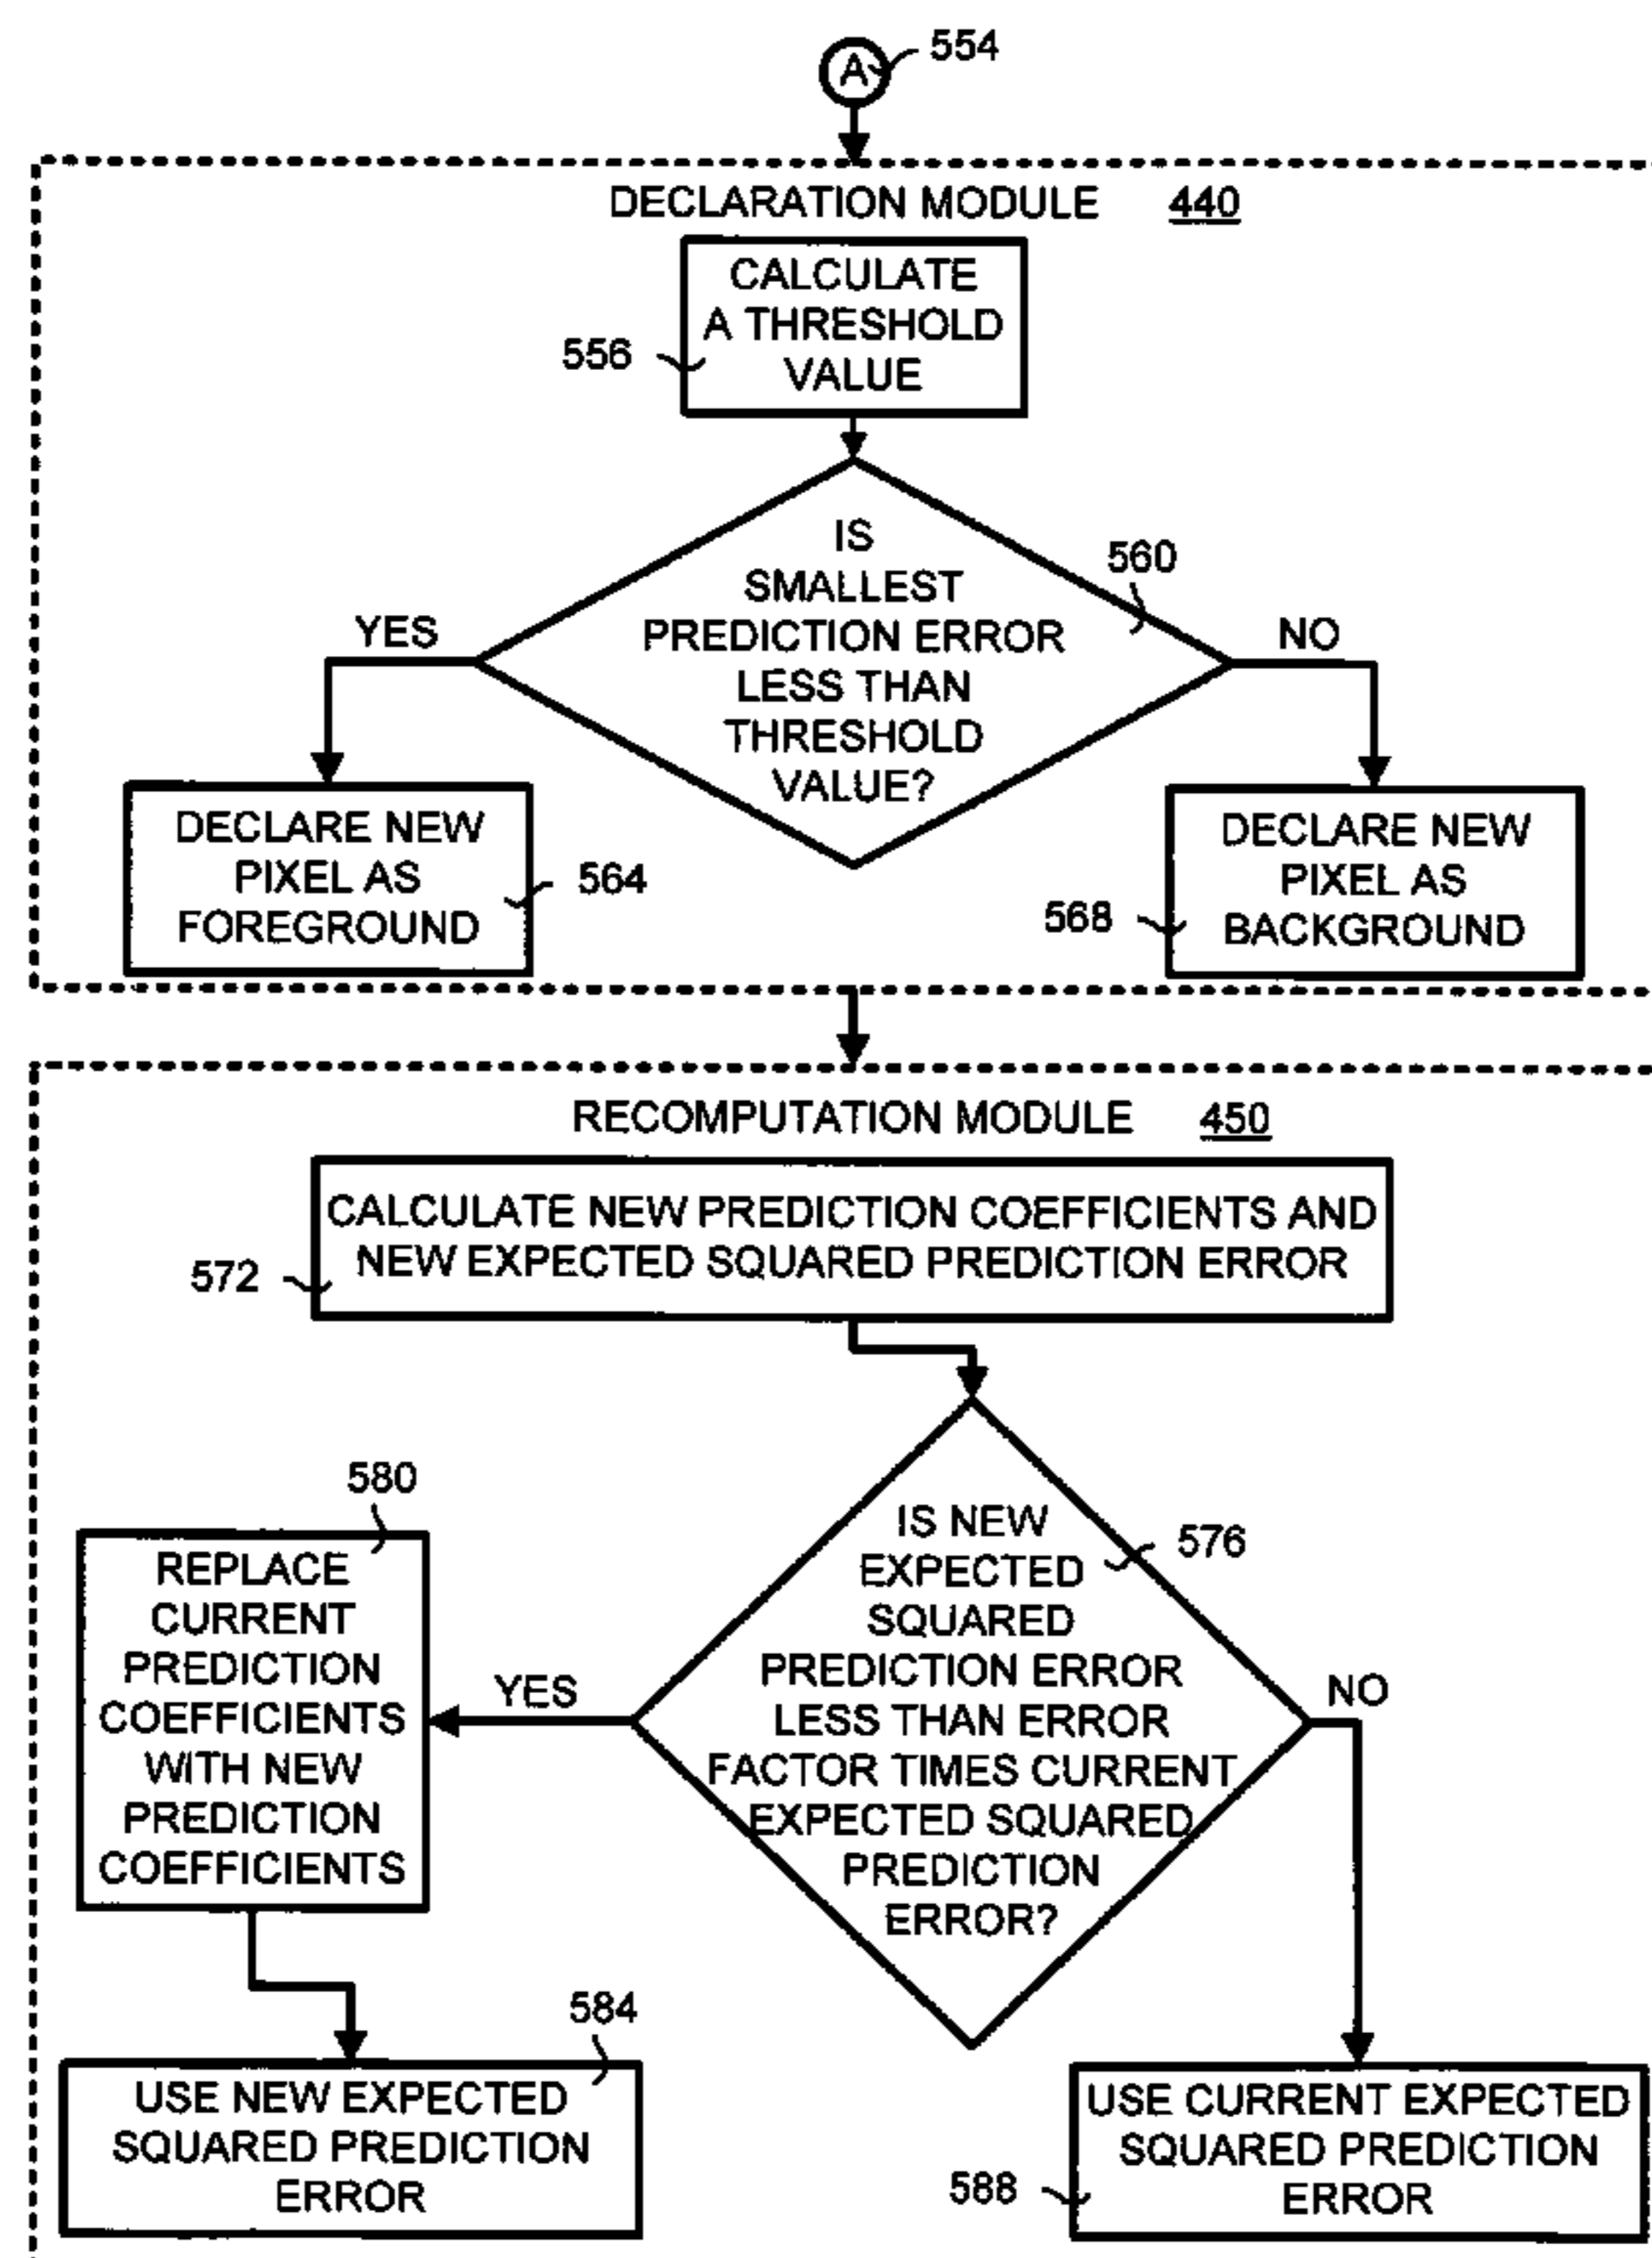 A 554
DECLARATION MODULE 440
CALCULATE
A THRESHOLD
VALUE
556
IS
SMALLEST
PREDICTION ERROR
LESS THAN
THRESHOLD
VALUE?
560
YES
NO
DECLARE NEW
PIXEL AS
FOREGROUND
564
DECLARE NEW
PIXEL AS
BACKGROUND
568
RECOMPUTATION MODULE 450
CALCULATE NEW PREDICTION COEFFICIENTS AND
NEW EXPECTED SQUARED PREDICTION ERROR
572
IS NEW
EXPECTED
SQUARED
PREDICTION ERROR
LESS THAN ERROR
FACTOR TIMES CURRENT
EXPECTED SQUARED
PREDICTION
ERROR?
576
YES
NO
580
REPLACE
CURRENT
PREDICTION
COEFFICIENTS
WITH NEW
PREDICTION
COEFFICIENTS
584
USE NEW EXPECTED
SQUARED PREDICTION
ERROR
USE CURRENT EXPECTED
SQUARED PREDICTION
ERROR
588